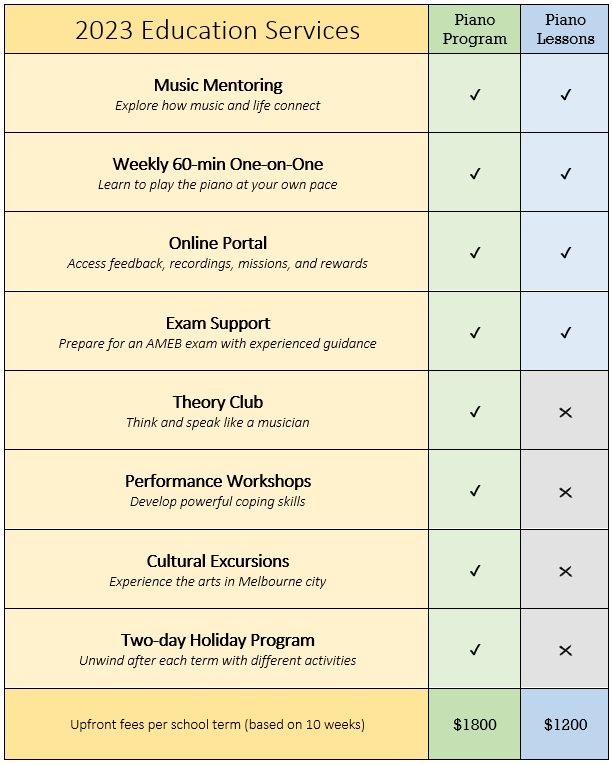 2023 Education Services
Piano
Program
Piano
Lessons
Music Mentoring
Explore how music and life connect
✓ ✓
Weekly 60-min One-on-One
Learn to play the piano at your own pace
✓ ✓
Online Portal
Access feedback, recordings, missions, and rewards
✓ ✓
Exam Support
Prepare for an AMEB exam with experienced guidance
✓ ✓
Theory Club
Think and speak like a musician
✓ ✕
Performance Workshops
Develop powerful coping skills
✓ ✕
Cultural Excursions
Experience the arts in Melbourne city
✓ ✕
Two-day Holiday Program
Unwind after each term with different activities
✓ ✕
Upfront fees per school term (based on 10 weeks) $1800 $1200